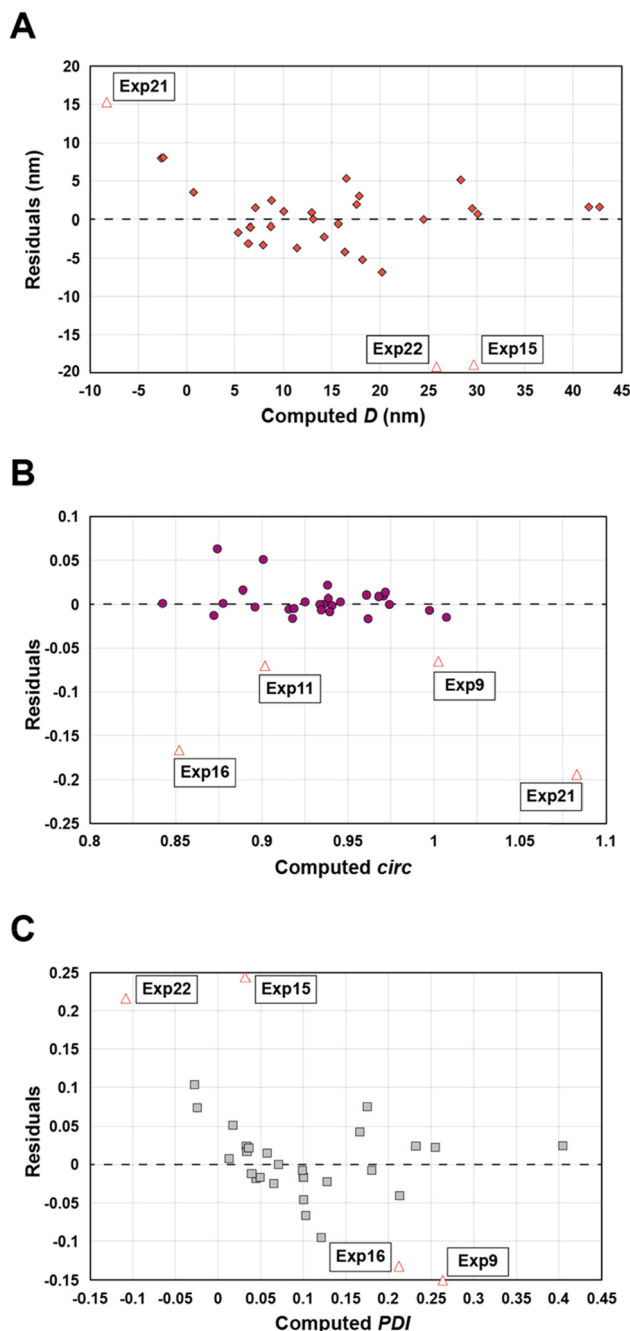 A
20
15
10
5
0
-5
-10
-15
-20
Residuals (nm)
Exp21
Exp22
Exp15
-10 -5 0 5 10 15 20 25 30 35 40 45
Computed D (nm)
B
0.1
0.05
0
-0.05
-0.1
-0.15
-0.2
-0.25
Residuals
Exp11
Exp9
Exp16
Exp21
0.8 0.85 0.9 0.95 1 1.05 1.1
Computed circ
C
0.25
0.2
0.15
0.1
0.05
0
-0.05
-0.1
-0.15
Residuals
Exp22
Exp15
Exp16
Exp9
-0.15 -0.1 -0.05 0 0.05 0.1 0.15 0.2 0.25 0.3 0.35 0.4 0.45
Computed PDI